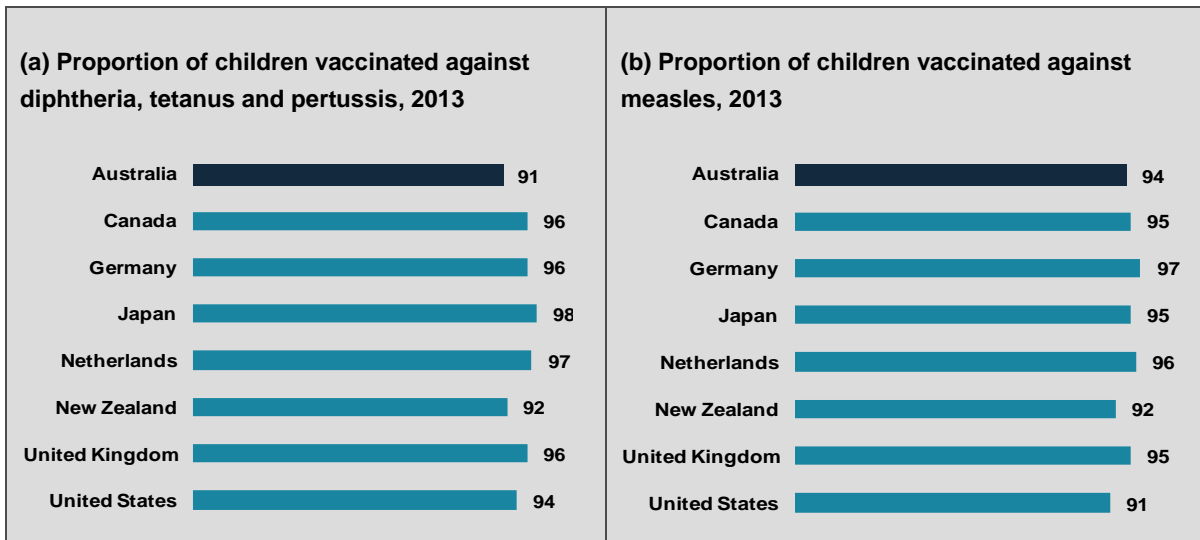 (a) Proportion of children vaccinated against
diphtheria, tetanus and pertussis, 2013
Australia 91
Canada 96
Germany 96
Japan 98
Netherlands 97
New Zealand 92
United Kingdom 96
United States 94
(b) Proportion of children vaccinated against
measles, 2013
Australia 94
Canada 95
Germany 97
Japan 95
Netherlands 96
New Zealand 92
United Kingdom 95
United States 91